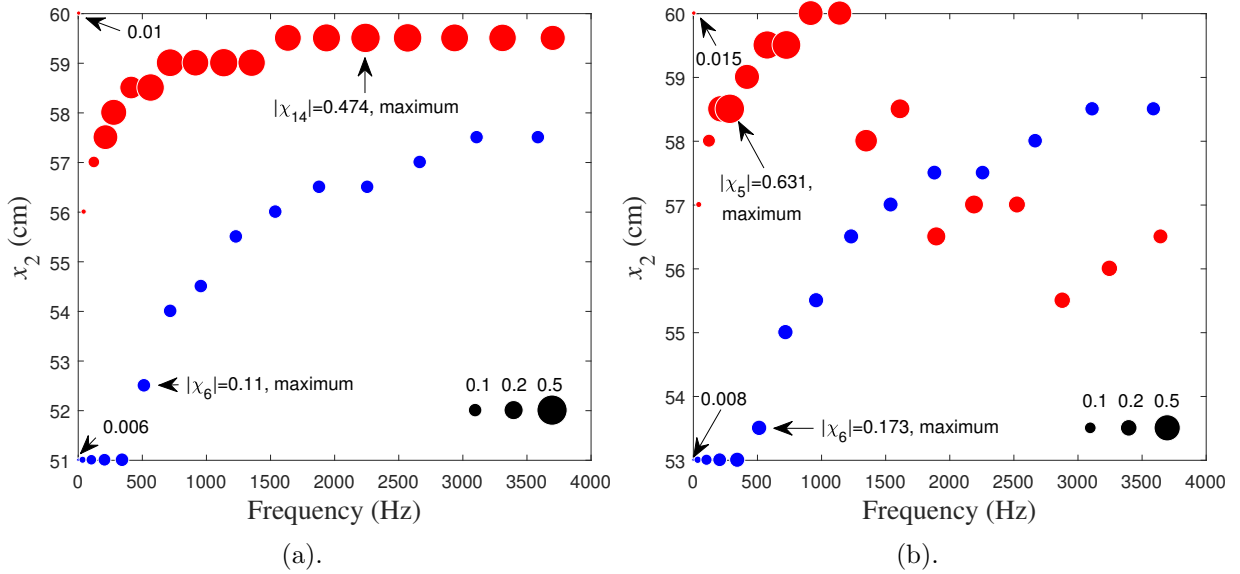 60
59
58
57
56
55
54
53
52
51
x₂ (cm)
0.01
|χ₁₄|=0.474, maximum
|χ₆|=0.11, maximum
0.006
0.1 0.2 0.5
0 500 1000 1500 2000 2500 3000 3500 4000
Frequency (Hz)
(a).
60
59
58
57
56
55
54
53
x₂ (cm)
0.015
|χ₅|=0.631,
maximum
0.008
|χ₆|=0.173, maximum
0.1 0.2 0.5
0 500 1000 1500 2000 2500 3000 3500 4000
Frequency (Hz)
(b).